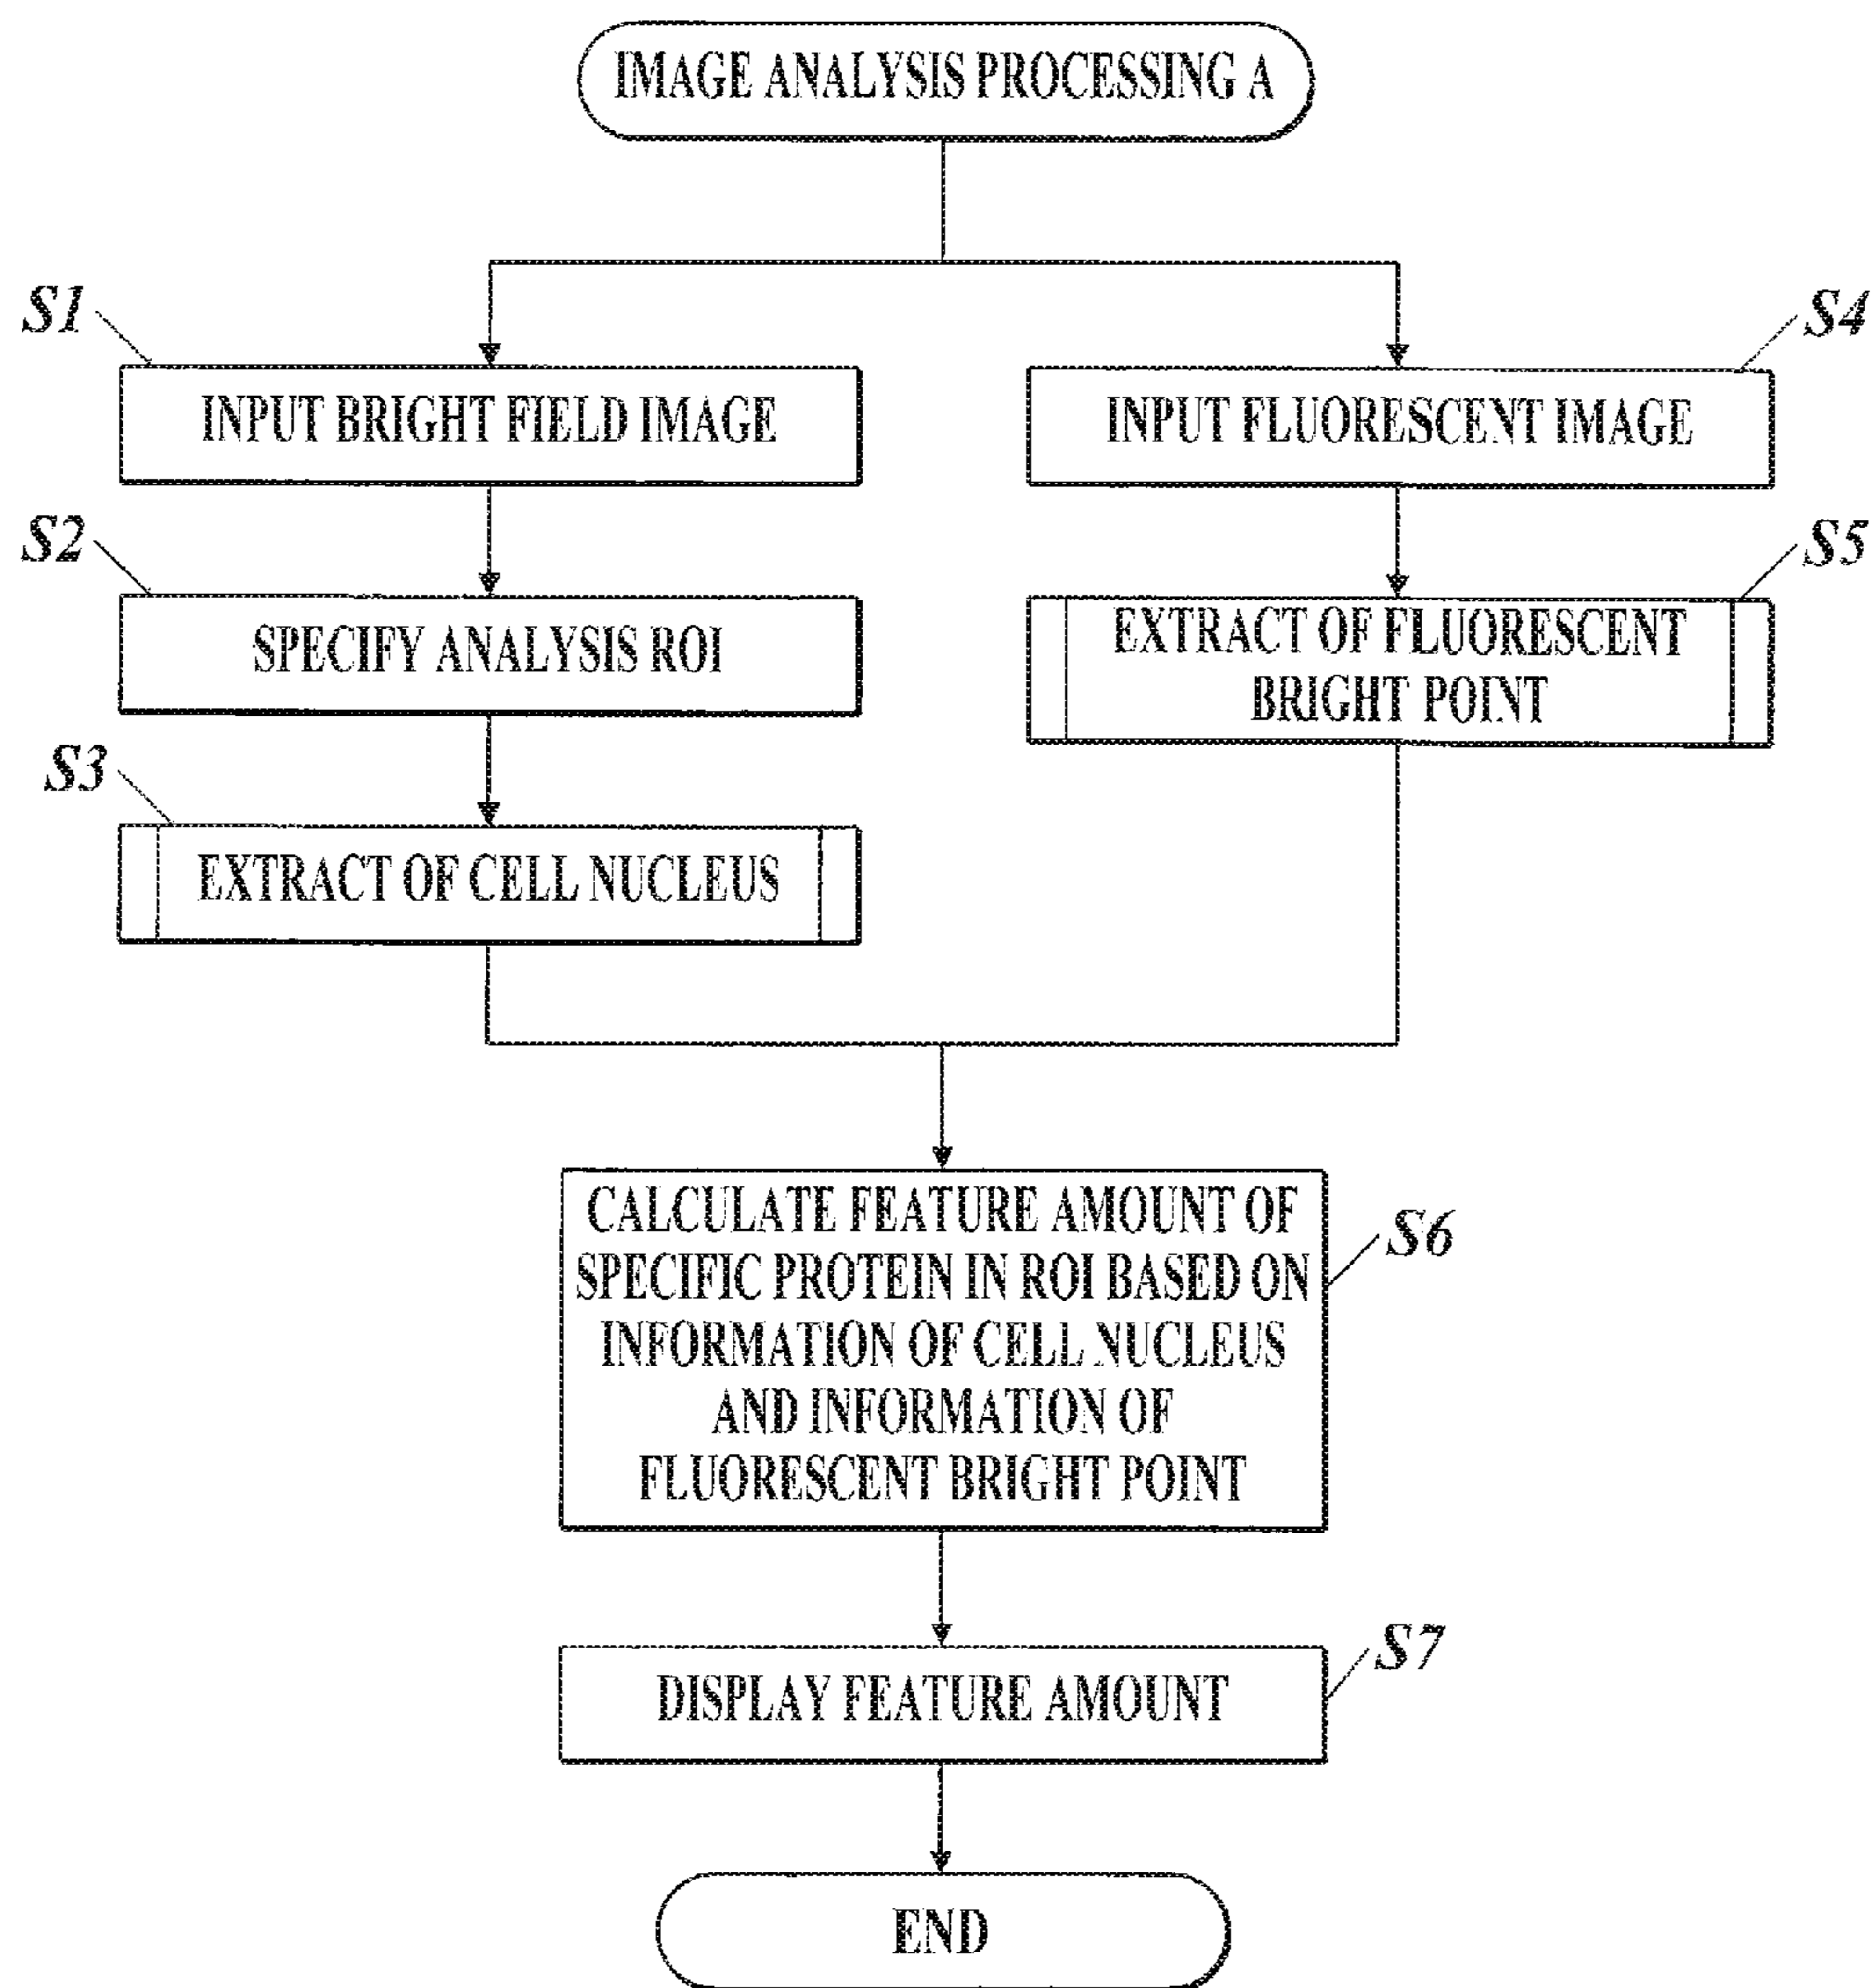 IMAGE ANALYSIS PROCESSING A
S1
INPUT BRIGHT FIELD IMAGE
S4
INPUT FLUORESCENT IMAGE
S2
SPECIFY ANALYSIS ROI
S5
EXTRACT OF FLUORESCENT
BRIGHT POINT
S3
EXTRACT OF CELL NUCLEUS
CALCULATE FEATURE AMOUNT OF
SPECIFIC PROTEIN IN ROI BASED ON
INFORMATION OF CELL NUCLEUS
AND INFORMATION OF
FLUORESCENT BRIGHT POINT
S6
DISPLAY FEATURE AMOUNT
S7
END